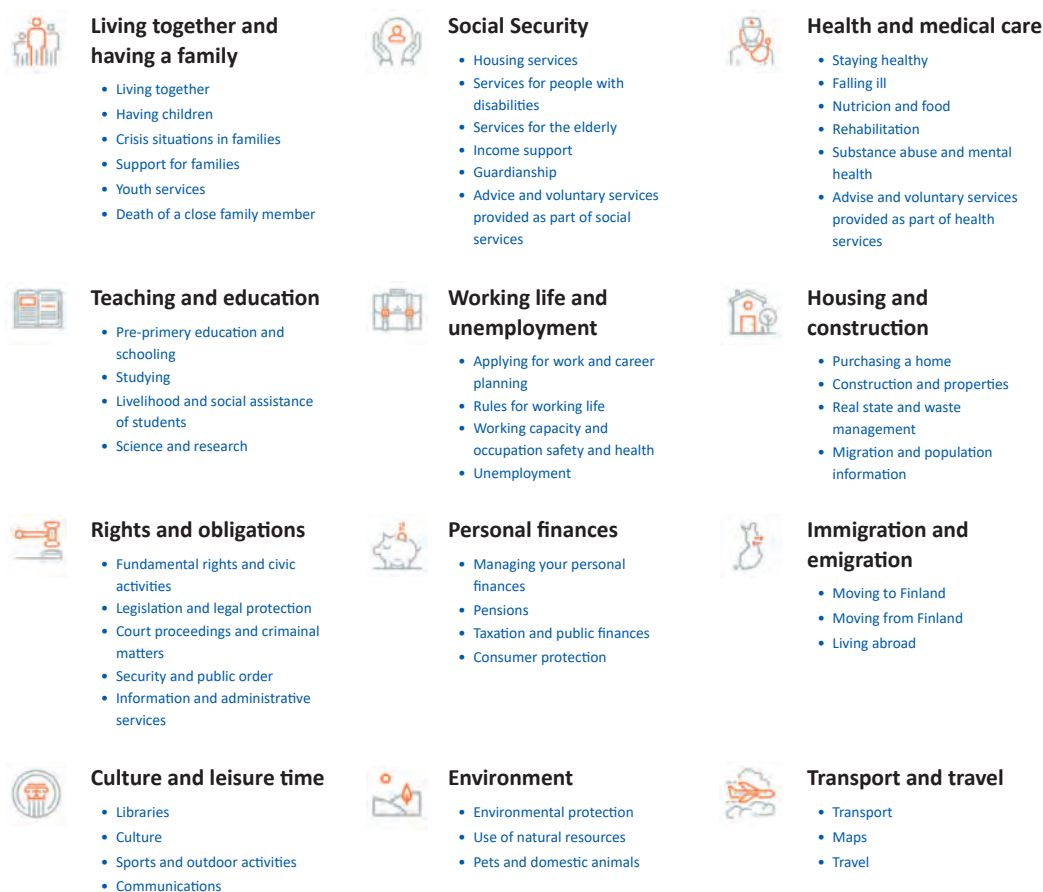 Living together and
having a family
• Living together
• Having children
• Crisis situations in families
• Support for families
• Youth services
• Death of a close family member
Social Security
• Housing services
• Services for people with
disabilities
• Services for the elderly
• Income support
• Guardianship
• Advice and voluntary services
provided as part of social
services
Health and medical care
• Staying healthy
• Falling ill
• Nutricion and food
• Rehabilitation
• Substance abuse and mental
health
• Advise and voluntary services
provided as part of health
services
Teaching and education
• Pre-primary education and
schooling
• Studying
• Livelihood and social assistance
of students
• Science and research
Working life and
unemployment
• Applying for work and career
planning
• Rules for working life
• Working capacity and
occupation safety and health
• Unemployment
Housing and
construction
• Purchasing a home
• Construction and properties
• Real state and waste
management
• Migration and population
information
Rights and obligations
• Fundamental rights and civic
activities
• Legislation and legal protection
• Court proceedings and crimainal
matters
• Security and public order
• Information and administrative
services
Personal finances
• Managing your personal
finances
• Pensions
• Taxation and public finances
• Consumer protection
Immigration and
emigration
• Moving to Finland
• Moving from Finland
• Living abroad
Culture and leisure time
• Libraries
• Culture
• Sports and outdoor activities
• Communications
Environment
• Environmental protection
• Use of natural resources
• Pets and domestic animals
Transport and travel
• Transport
• Maps
• Travel